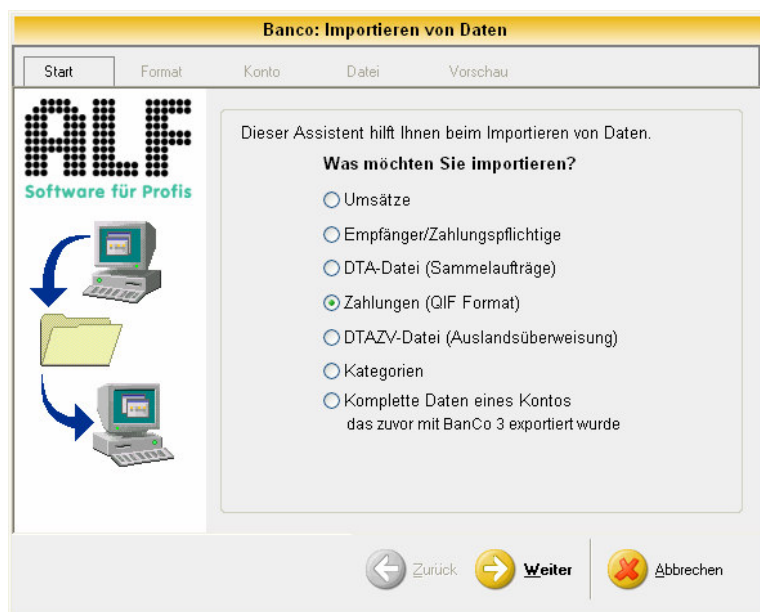 Banco: Importieren von Daten
Start Format Konto Datei Vorschau
ALF
Software für Profis
Dieser Assistent hilft Ihnen beim Importieren von Daten.
Was möchten Sie importieren?
Umsätze
Empfänger/Zahlungspflichtige
DTA-Datei (Sammelaufträge)
Zahlungen (QIF Format)
DTAZV-Datei (Auslandsüberweisung)
Kategorien
Komplette Daten eines Kontos
das zuvor mit BanCo 3 exportiert wurde
Zurück Weiter Abbrechen